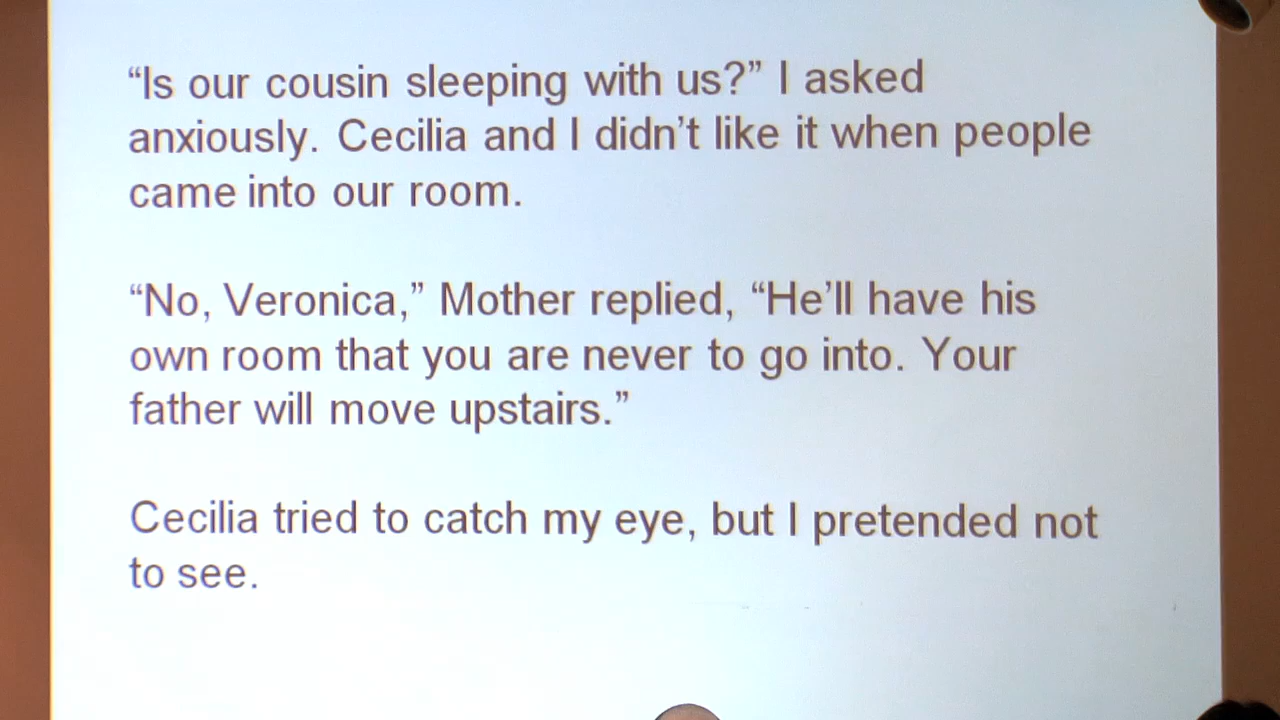 “Is our cousin sleeping with us?” I asked
anxiously. Cecilia and I didn’t like it when people
came into our room.
“No, Veronica,” Mother replied, “He’ll have his
own room that you are never to go into. Your
father will move upstairs.”
Cecilia tried to catch my eye, but I pretended not
to see.